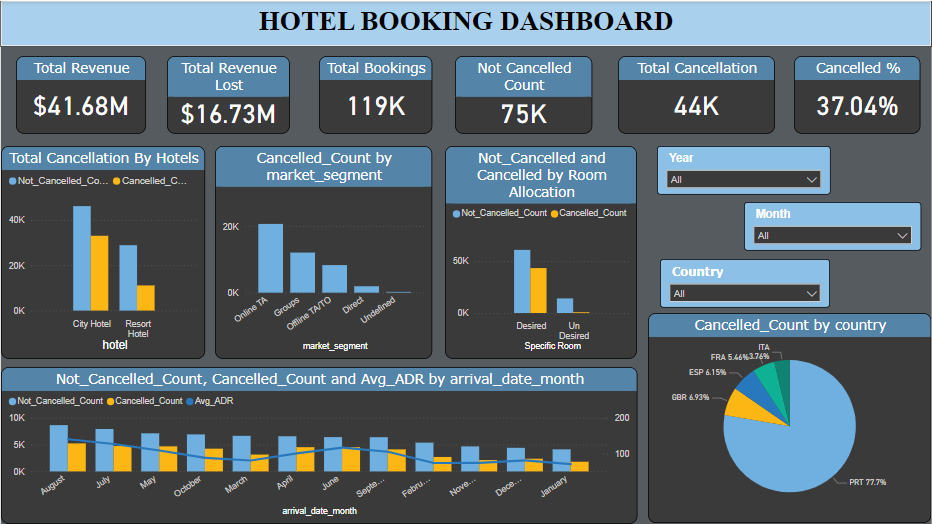 HOTEL BOOKING DASHBOARD
Total Revenue
$41.68M
Total Revenue
Lost
$16.73M
Total Bookings
119K
Not Cancelled
Count
75K
Total Cancellation
44K
Cancelled %
37.04%
Total Cancellation By Hotels
Not_Cancelled_Co... Cancelled_C...
40K
20K
0K
City Hotel
Resort
Hotel
hotel
Cancelled_Count by
market_segment
20K
0K
Online TA
Groups
Offline TA/TO
Direct
Undefined
market_segment
Not_Cancelled and
Cancelled by Room
Allocation
Not_Cancelled_Count Cancelled_Count
50K
0K
Desired
Un
Desired
Specific Room
Year
All
Month
All
Country
All
Not_Cancelled_Count, Cancelled_Count and Avg_ADR by arrival_date_month
Not_Cancelled_Count Cancelled_Count Avg_ADR
10K
5K
0K
200
100
August
July
May
October
March
April
June
Septe...
Febru...
Nove...
Dece...
January
arrival_date_month
Cancelled_Count by country
ITA
3.76%
FRA 5.46%
ESP 6.15%
GBR 6.93%
PRT 77.7%